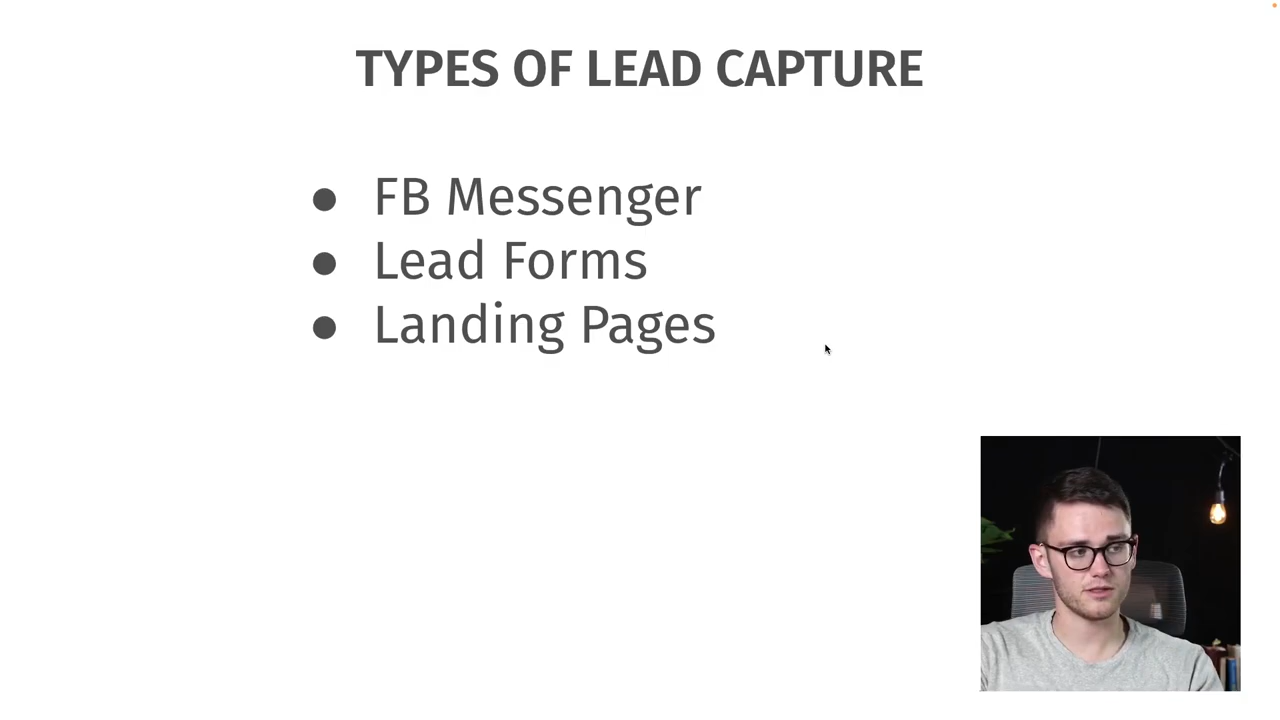 TYPES OF LEAD CAPTURE
● FB Messenger
● Lead Forms
● Landing Pages